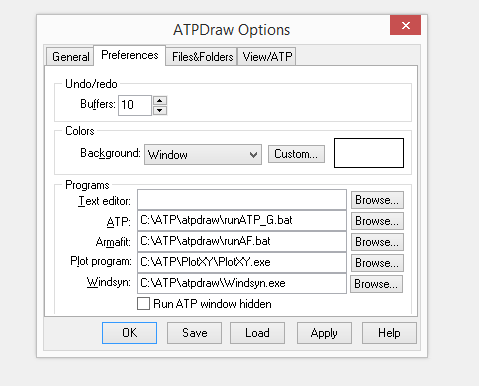 ATPDraw Options
General Preferences Files&Folders View/ATP
Undo/redo
Buffers: 10
Colors
Background: Window Custom...
Programs
Text editor: Browse...
ATP: C:\ATP\atpdraw\runATP_G.bat Browse...
Armafit: C:\ATP\atpdraw\runAF.bat Browse...
Plot program: C:\ATP\PlotXY\PlotXY.exe Browse...
Windsyn: C:\ATP\atpdraw\Windsyn.exe Browse...
Run ATP window hidden
OK Save Load Apply Help